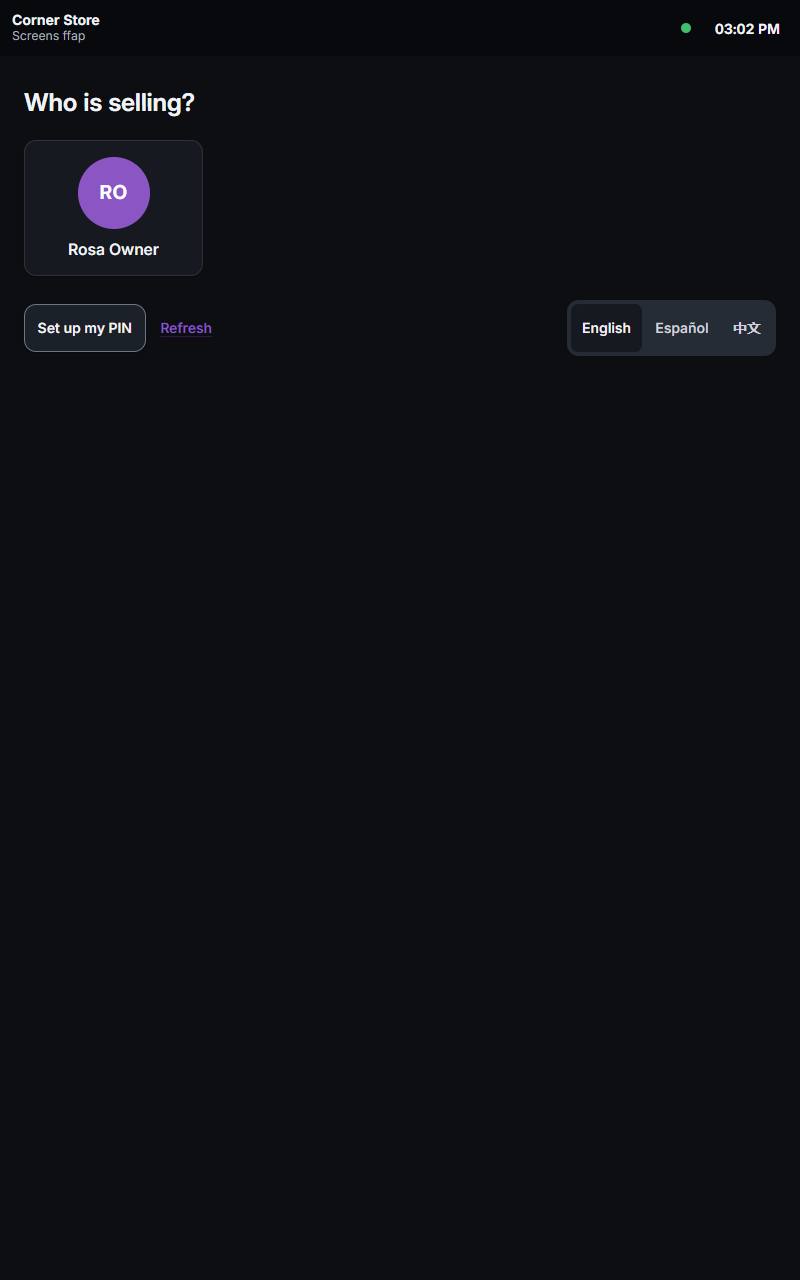 Corner Store
Screens ffap
03:02 PM
Who is selling?
RO
Rosa Owner
Set up my PIN
Refresh
English
Español
中文